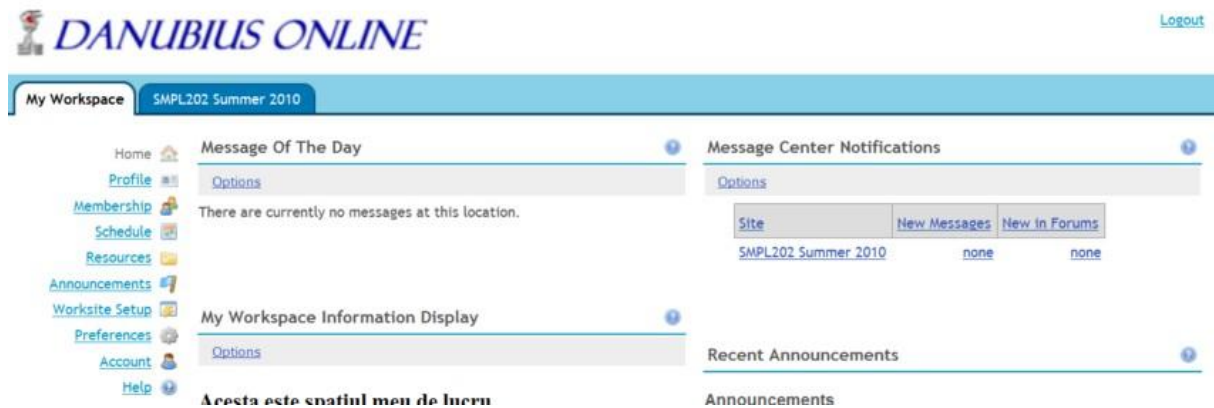 DANUBIUS ONLINE
Logout
My Workspace
SMPL202 Summer 2010
Home
Profile
Membership
Schedule
Resources
Announcements
Worksite Setup
Preferences
Account
Help
Message Of The Day
Options
There are currently no messages at this location.
My Workspace Information Display
Options
Acesta este spatiul meu de lucru
Message Center Notifications
Options
Site New Messages New in Forums
SMPL202 Summer 2010 none none
Recent Announcements
Announcements